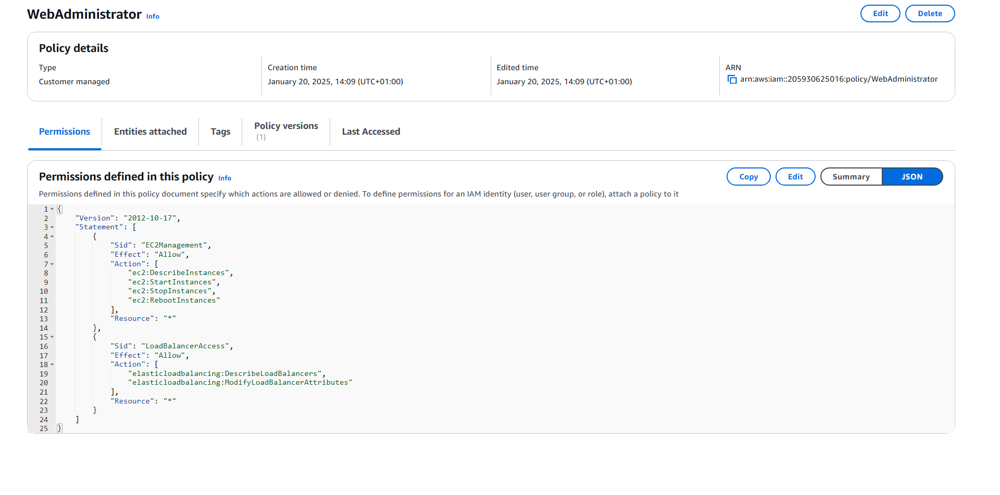 WebAdministrator Info
Edit
Delete
Policy details
Type
Customer managed
Creation time
January 20, 2025, 14:09 (UTC+01:00)
Edited time
January 20, 2025, 14:09 (UTC+01:00)
ARN
arn:aws:iam::205930625016:policy/WebAdministrator
Permissions
Entities attached
Tags
Policy versions
(1)
Last Accessed
Permissions defined in this policy Info
Copy
Edit
Summary
JSON
Permissions defined in this policy document specify which actions are allowed or denied. To define permissions for an IAM identity (user, user group, or role), attach a policy to it
1 {
2     "Version": "2012-10-17",
3     "Statement": [
4         {
5             "Sid": "EC2Management",
6             "Effect": "Allow",
7             "Action": [
8                 "ec2:DescribeInstances",
9                 "ec2:StartInstances",
10                 "ec2:StopInstances",
11                 "ec2:RebootInstances"
12             ],
13             "Resource": "*"
14         },
15         {
16             "Sid": "LoadBalancerAccess",
17             "Effect": "Allow",
18             "Action": [
19                 "elasticloadbalancing:DescribeLoadBalancers",
20                 "elasticloadbalancing:ModifyLoadBalancerAttributes"
21             ],
22             "Resource": "*"
23         }
24     ]
25 }